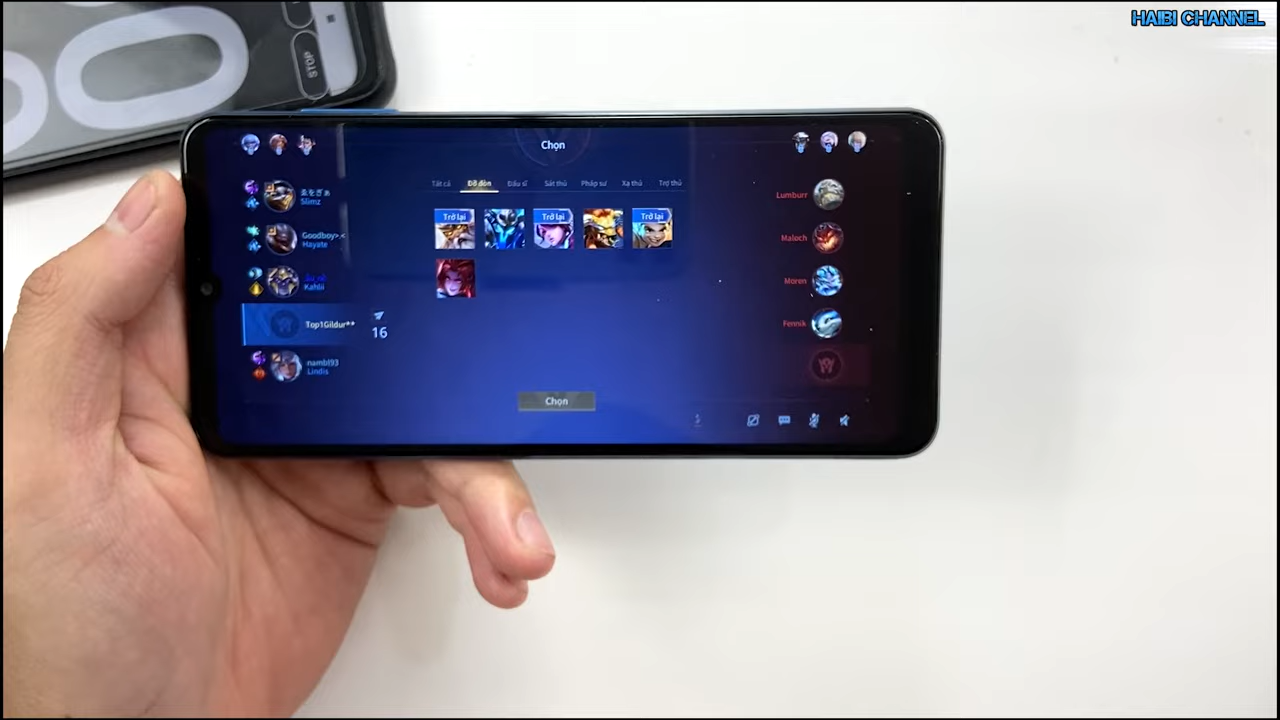 HAIBI CHANNEL
STOP
Chọn
Tất cả Đỡ đòn Đấu sĩ Sát thủ Pháp sư Xạ thủ Trợ thủ
Trở lại Trở lại Trở lại
Slimz
Goodboy>.<
Hayate
Kahlii
Top1Gildur**
16
nambl93
Lindis
Lumburr
Maloch
Moren
Fennik
Chọn